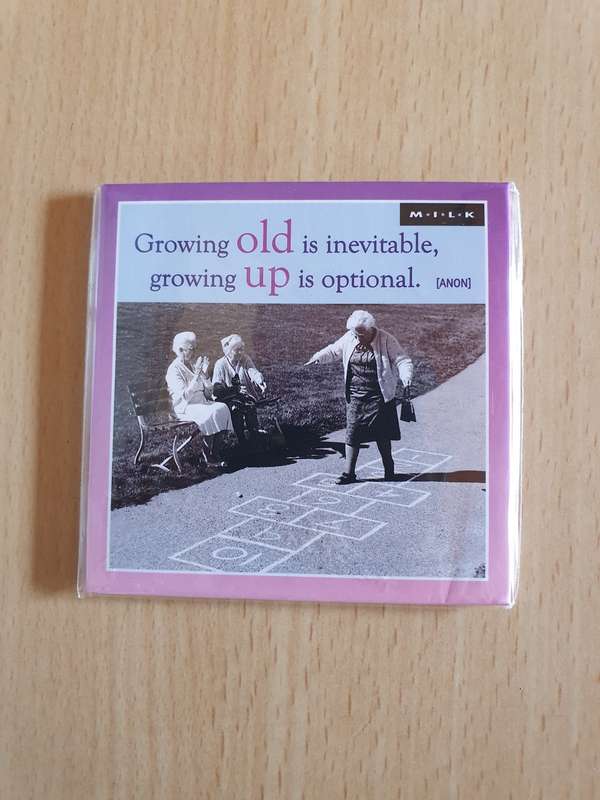 M·I·L·K
Growing old is inevitable,
growing up is optional. [ANON]